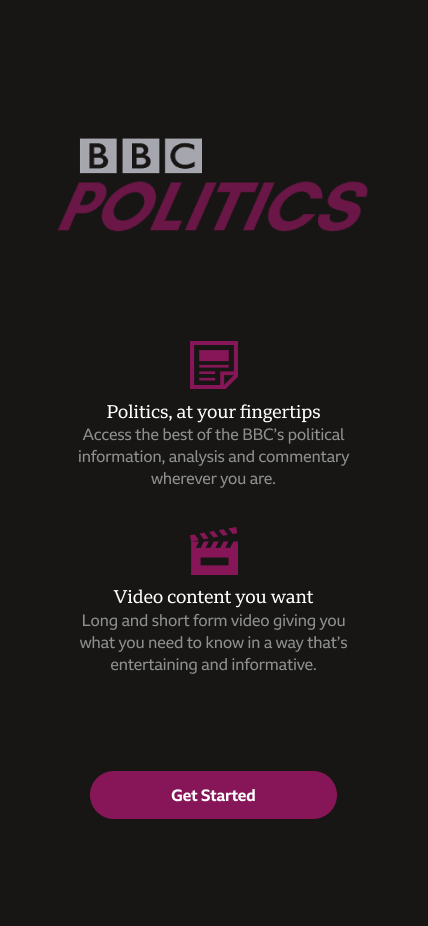 BBC
POLITICS
Politics, at your fingertips
Access the best of the BBC’s political
information, analysis and commentary
wherever you are.
Video content you want
Long and short form video giving you
what you need to know in a way that’s
entertaining and informative.
Get Started